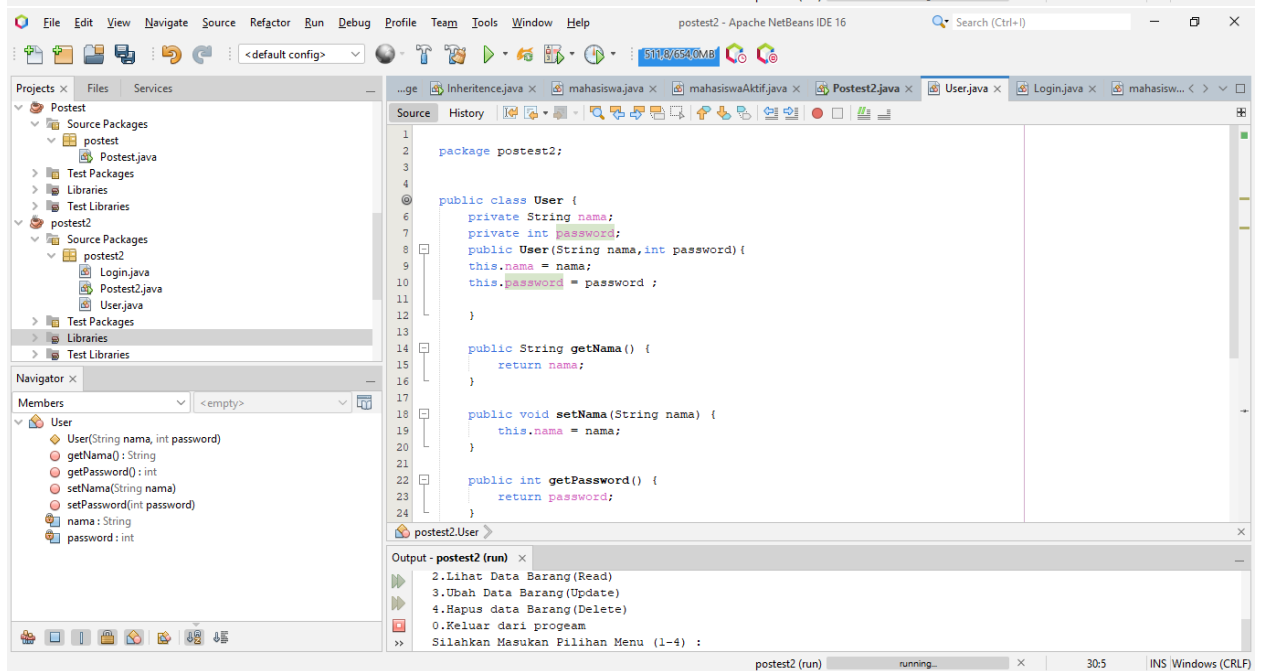 File Edit View Navigate Source Refactor Run Debug Profile Team Tools Window Help postest2 - Apache NetBeans IDE 16 Search (Ctrl+I)
<default config> 511,8/654,0MB
Projects Files Services
Postest
Source Packages
postest
Postest.java
Test Packages
Libraries
Test Libraries
postest2
Source Packages
postest2
Login.java
Postest2.java
User.java
Test Packages
Libraries
Test Libraries
Navigator
Members <empty>
User
User(String nama, int password)
getNama() : String
getPassword() : int
setNama(String nama)
setPassword(int password)
nama : String
password : int
...ge Inheritence.java mahasiswa.java mahasiswaAktif.java Postest2.java User.java Login.java mahasisw...
Source History
1
2 package postest2;
3
4
public class User {
6 private String nama;
7 private int password;
8 public User(String nama,int password){
9 this.nama = nama;
10 this.password = password ;
11
12 }
13
14 public String getNama() {
15 return nama;
16 }
17
18 public void setNama(String nama) {
19 this.nama = nama;
20 }
21
22 public int getPassword() {
23 return password;
24 }
postest2.User
Output - postest2 (run)
2.Lihat Data Barang(Read)
3.Ubah Data Barang(Update)
4.Hapus data Barang(Delete)
0.Keluar dari progeam
Silahkan Masukan Pilihan Menu (1-4) :
postest2 (run) running... 30:5 INS Windows (CRLF)